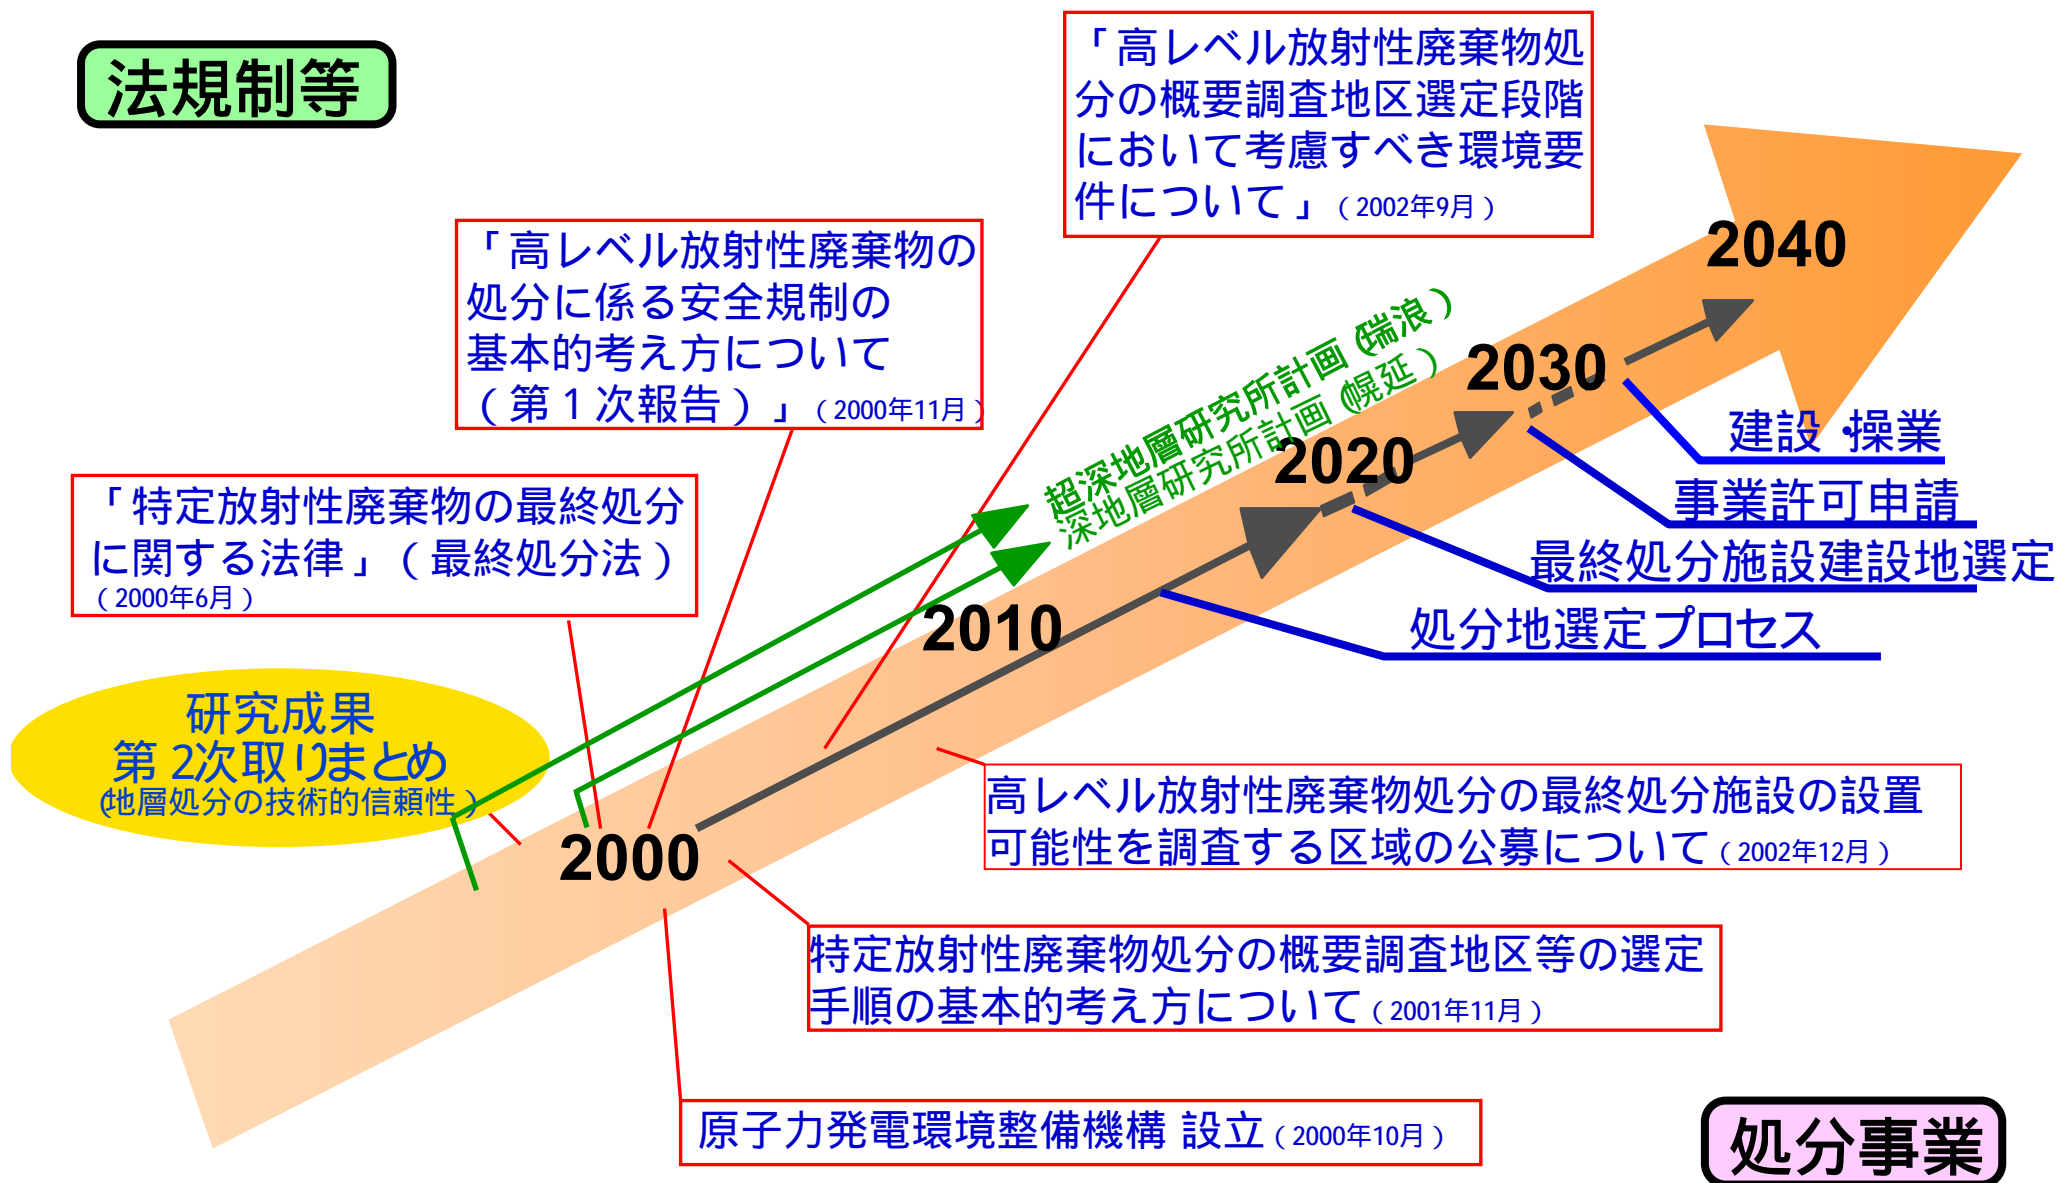 法規制等
「高レベル放射性廃棄物処
分の概要調査地区選定段階
において考慮すべき環境要
件について」（2002年9月）
「高レベル放射性廃棄物の
処分に係る安全規制の
基本的考え方について
（第１次報告）」（2000年11月）
「特定放射性廃棄物の最終処分
に関する法律」（最終処分法）
（2000年6月）
研究成果
第2次取りまとめ
（地層処分の技術的信頼性）
超深地層研究所計画（瑞浪）
深地層研究所計画（幌延）
2000
2010
2020
2030
2040
建設・操業
事業許可申請
最終処分施設建設地選定
処分地選定プロセス
高レベル放射性廃棄物処分の最終処分施設の設置
可能性を調査する区域の公募について（2002年12月）
特定放射性廃棄物処分の概要調査地区等の選定
手順の基本的考え方について（2001年11月）
原子力発電環境整備機構 設立（2000年10月）
処分事業